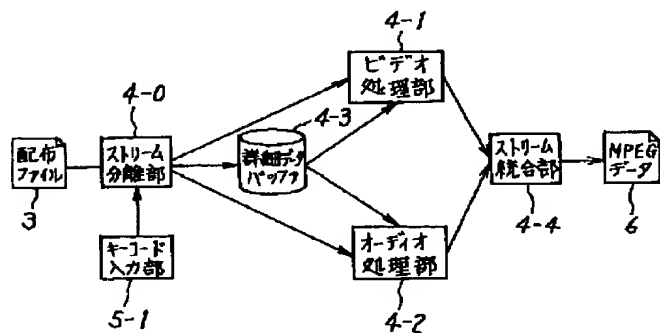 4-1
ビデオ
処理部
4-0
4-3
配布
ファイル
3
ストリーム
分離部
詳細データ
バッファ
ストリーム
統合部
4-4
MPEG
データ
6
キーコード
入力部
5-1
オーディオ
処理部
4-2